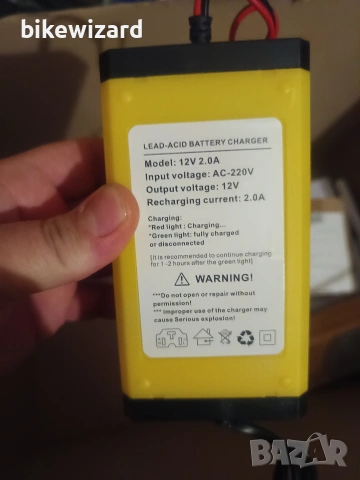 bikewizard
LEAD-ACID BATTERY CHARGER
Model: 12V 2.0A
Input voltage: AC-220V
Output voltage: 12V
Recharging current: 2.0A
Charging:
*Red light : Charging...
*Green light: fully charged
or disconnected
[it is recommended to continue charging
for 1 -2 hours after the green light]
WARNING!
***Do not open or repair without
permission!
*** Improper use of the charger may
cause Serious explosion!
BAZAR